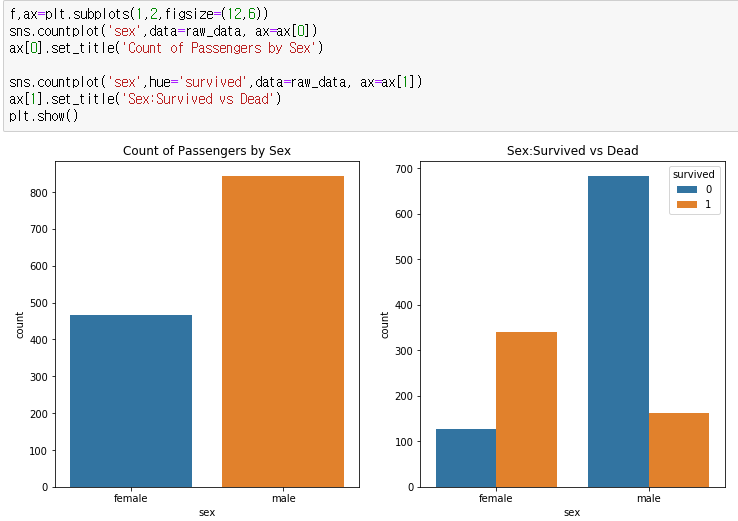 f,ax=plt.subplots(1,2,figsize=(12,6))
sns.countplot('sex',data=raw_data, ax=ax[0])
ax[0].set_title('Count of Passengers by Sex')
sns.countplot('sex',hue='survived',data=raw_data, ax=ax[1])
ax[1].set_title('Sex:Survived vs Dead')
plt.show()
Count of Passengers by Sex
800
700
600
500
400
300
200
100
0
count
female
male
sex
Sex:Survived vs Dead
700
600
500
400
300
200
100
0
count
survived
0
1
female
male
sex